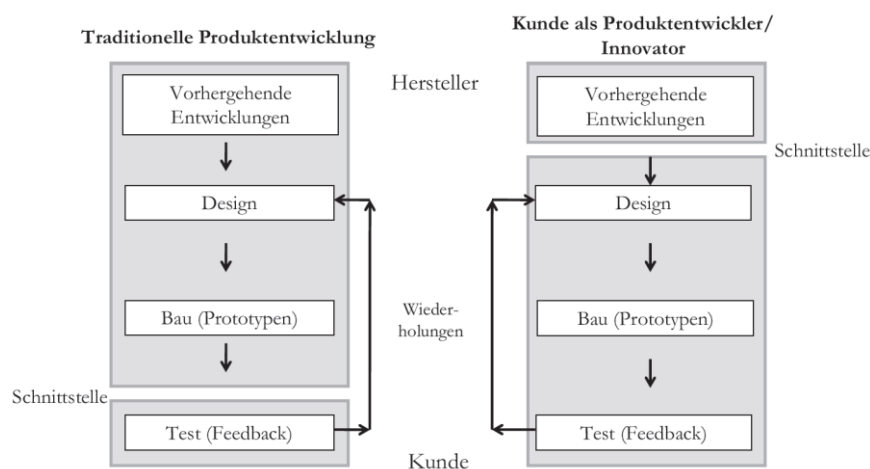 Traditionelle Produktentwicklung
Kunde als Produktentwickler/
Innovator
Hersteller
Vorhergehende
Entwicklungen
Vorhergehende
Entwicklungen
Schnittstelle
Design
Design
Wieder-
holungen
Bau (Prototypen)
Bau (Prototypen)
Schnittstelle
Test (Feedback)
Test (Feedback)
Kunde